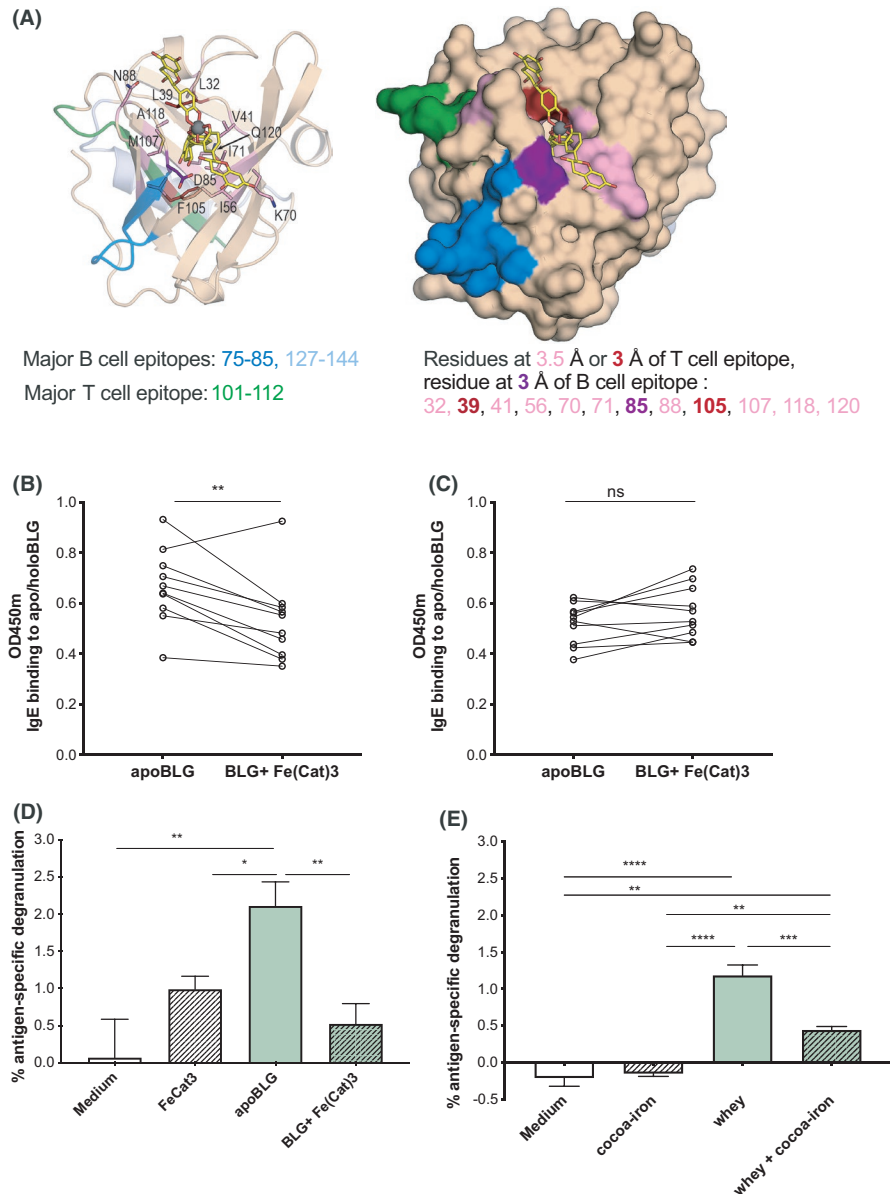 (A)
N88
L39
L32
A118
V41
Q120
M107
I71
D85
F105
I56
K70
Major B cell epitopes: 75-85, 127-144
Major T cell epitope: 101-112
Residues at 3.5 Å or 3 Å of T cell epitope,
residue at 3 Å of B cell epitope :
32, 39, 41, 56, 70, 71, 85, 88, 105, 107, 118, 120
(B)
**
1.0
0.8
0.6
0.4
0.2
0.0
OD450m
IgE binding to apo/holoBLG
apoBLG
BLG+ Fe(Cat)3
(C)
ns
1.0
0.8
0.6
0.4
0.2
0.0
OD450m
IgE binding to apo/holoBLG
apoBLG
BLG+ Fe(Cat)3
(D)
3.0
2.5
2.0
1.5
1.0
0.5
0.0
% antigen-specific degranulation
**
*
**
Medium
FeCat3
apoBLG
BLG+ Fe(Cat)3
(E)
3.0
2.5
2.0
1.5
1.0
0.5
0.0
-0.5
% antigen-specific degranulation
****
**
**
****
***
Medium
cocoa-iron
whey
whey + cocoa-iron